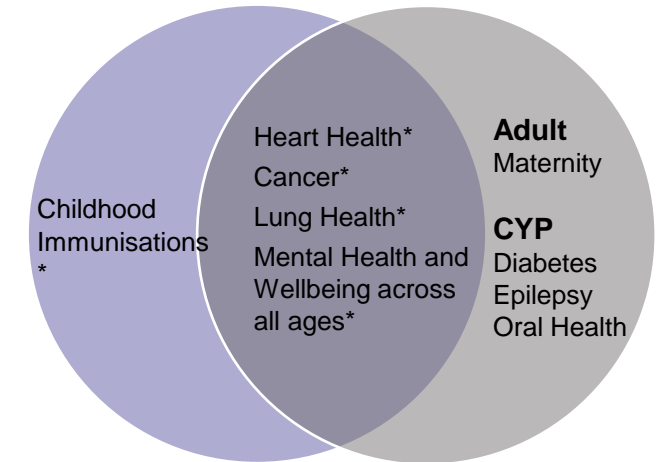 Childhood
Immunisations
*
Heart Health*
Cancer*
Lung Health*
Mental Health and
Wellbeing across
all ages*
Adult
Maternity
CYP
Diabetes
Epilepsy
Oral Health